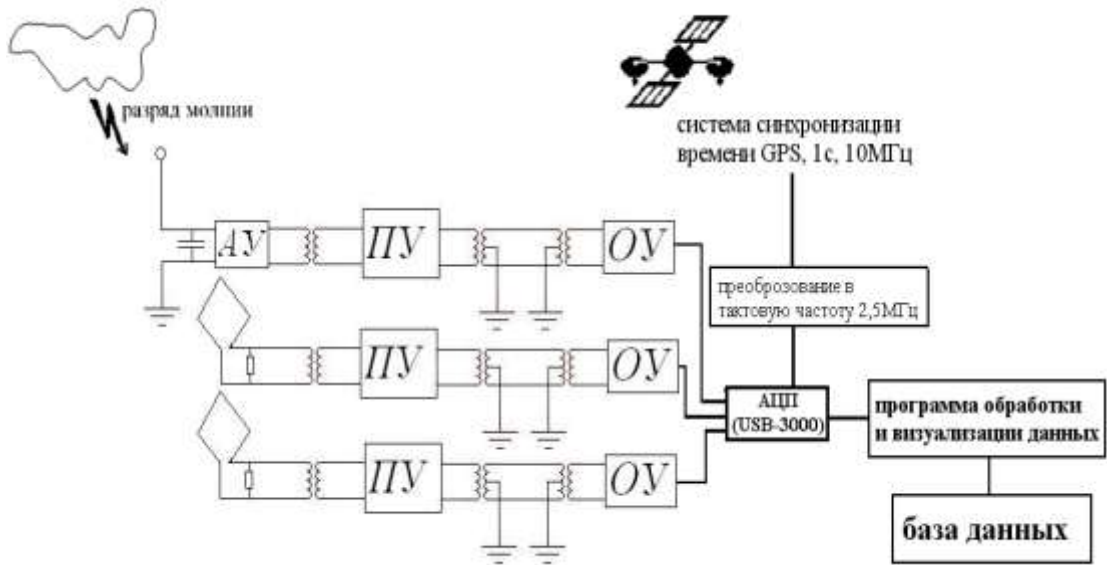 разряд молнии
система синхронизации
времени GPS, 1с, 10МГц
АУ
ПУ
ОУ
преоброзование в
тактовую частоту 2,5МГц
ПУ
ОУ
АЦП
(USB-3000)
программа обработки
и визуализации данных
ПУ
ОУ
база данных